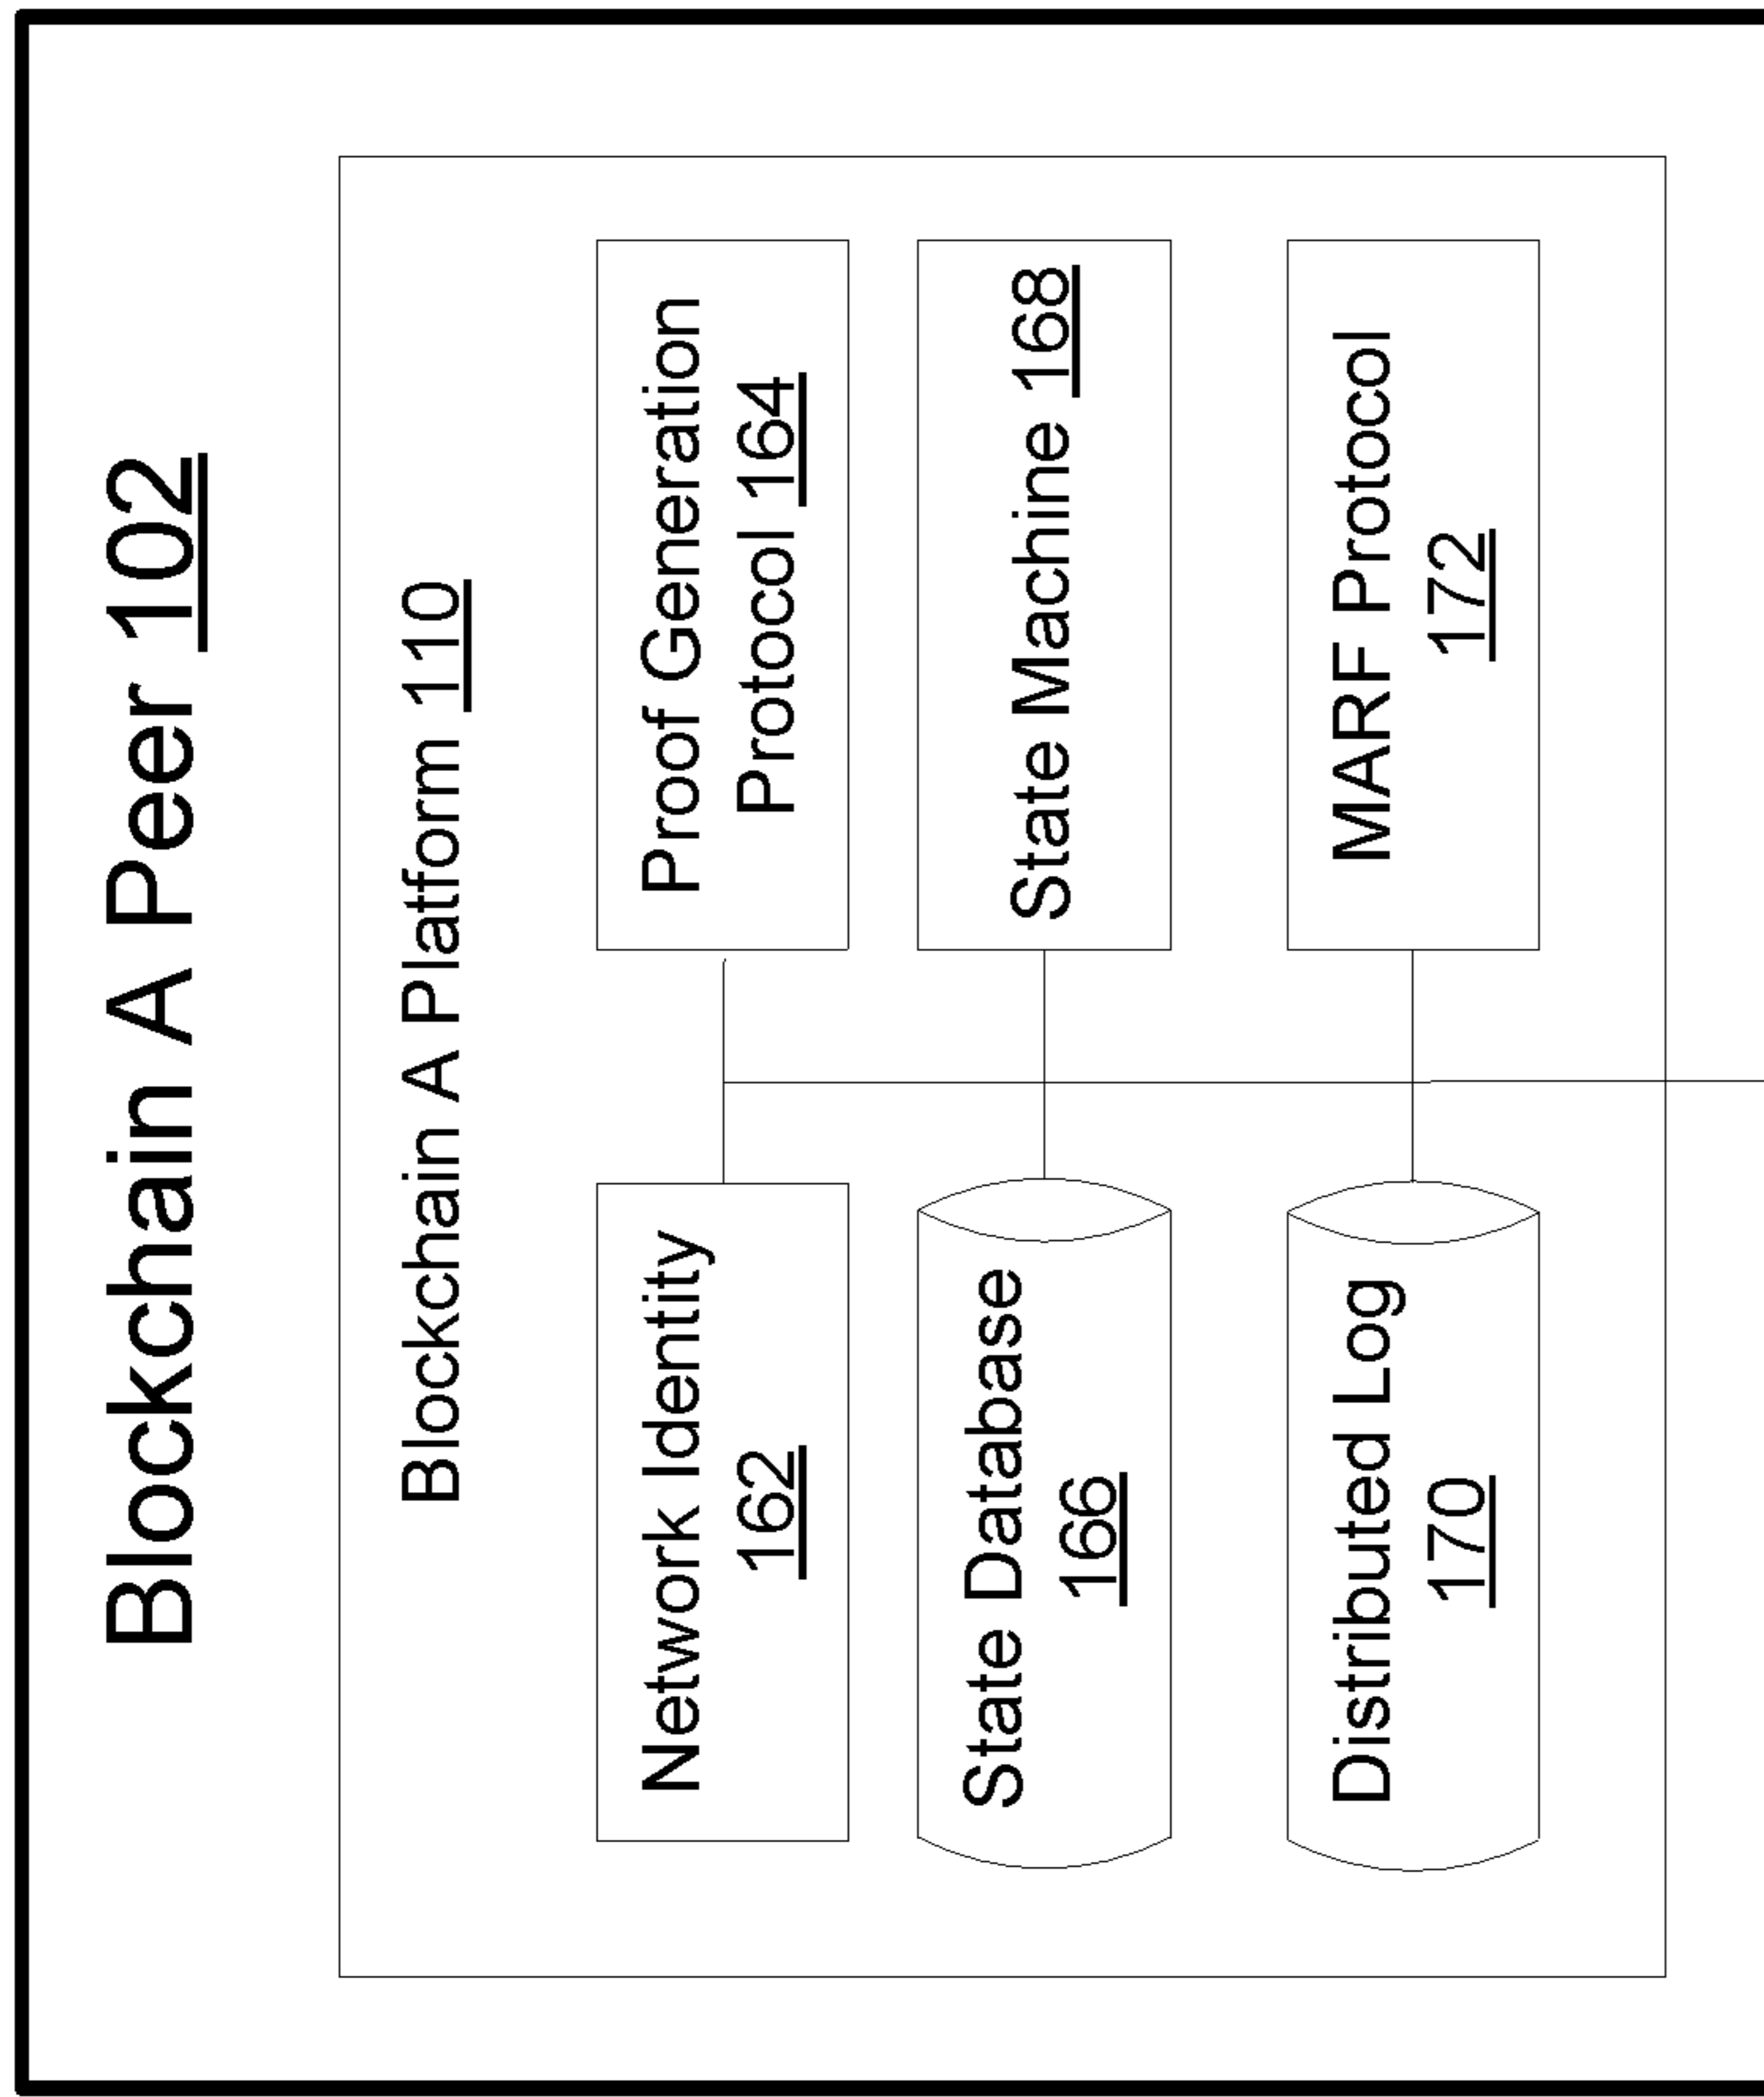 Blockchain A Peer 102
Blockchain A Platform 110
Network Identity
162
Proof Generation
Protocol 164
State Database
166
State Machine 168
Distributed Log
170
MARF Protocol
172